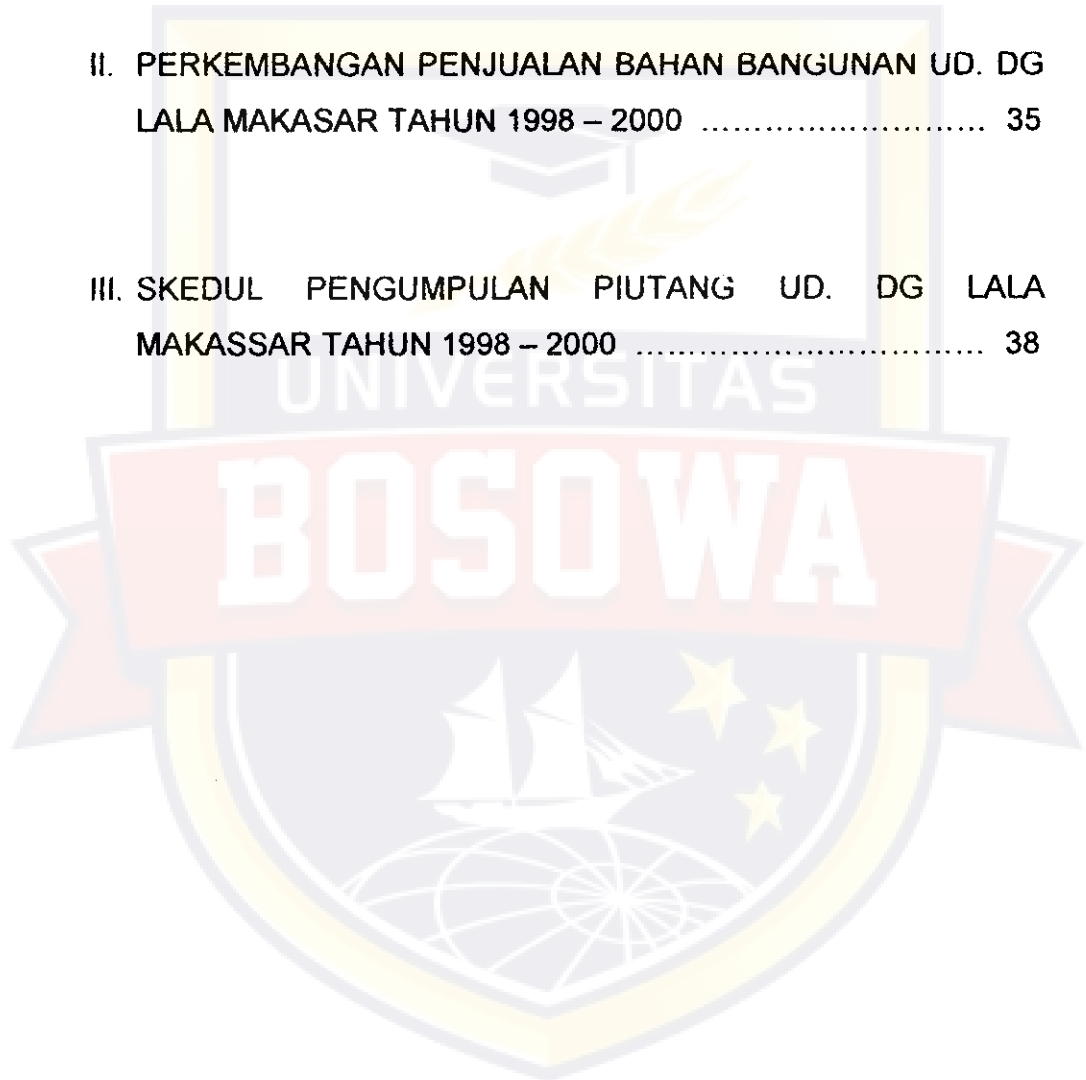 II. PERKEMBANGAN PENJUALAN BAHAN BANGUNAN UD. DG
LALA MAKASAR TAHUN 1998 – 2000 ........................... 35
III. SKEDUL PENGUMPULAN PIUTANG UD. DG LALA
MAKASSAR TAHUN 1998 – 2000 ................................. 38
UNIVERSITAS
BOSOWA